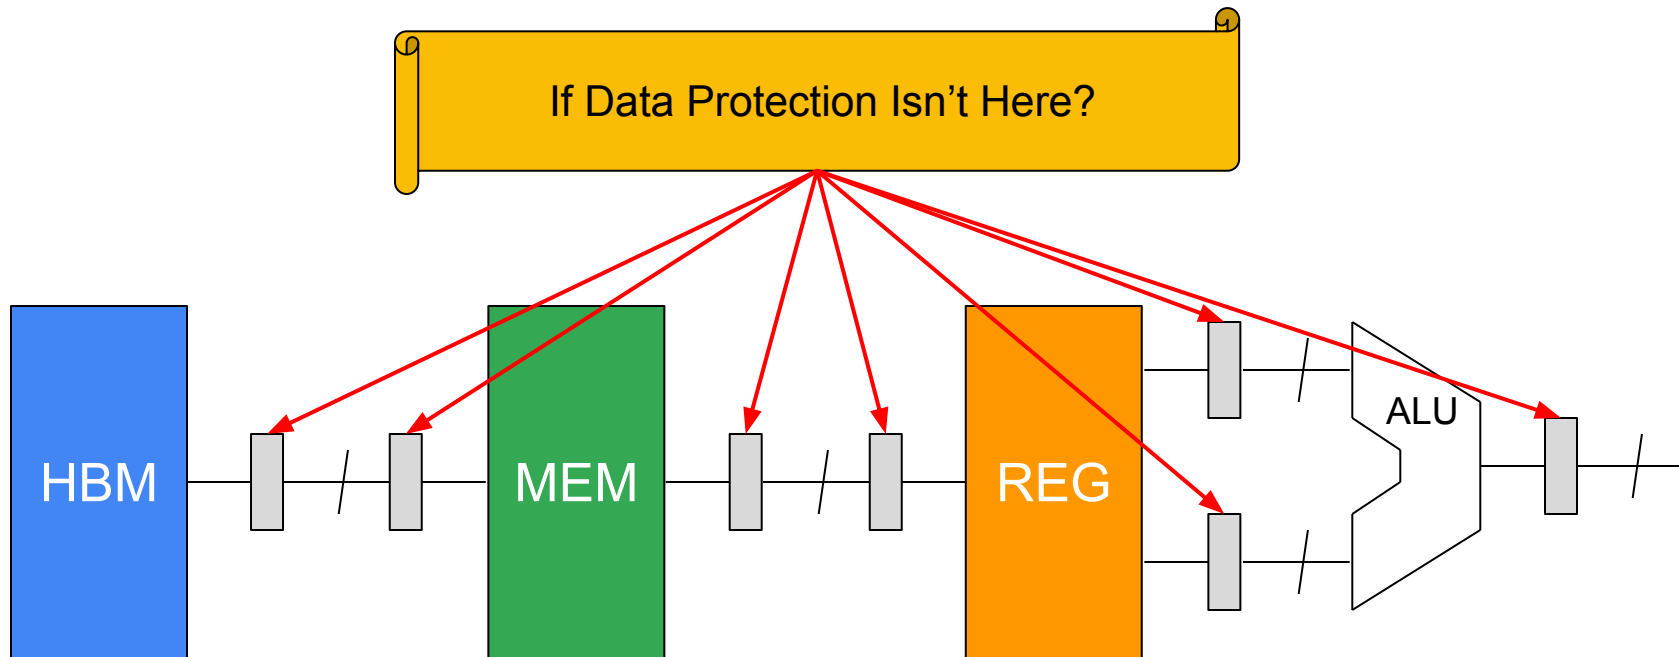 If Data Protection Isn’t Here?
ALU
HBM
MEM
REG